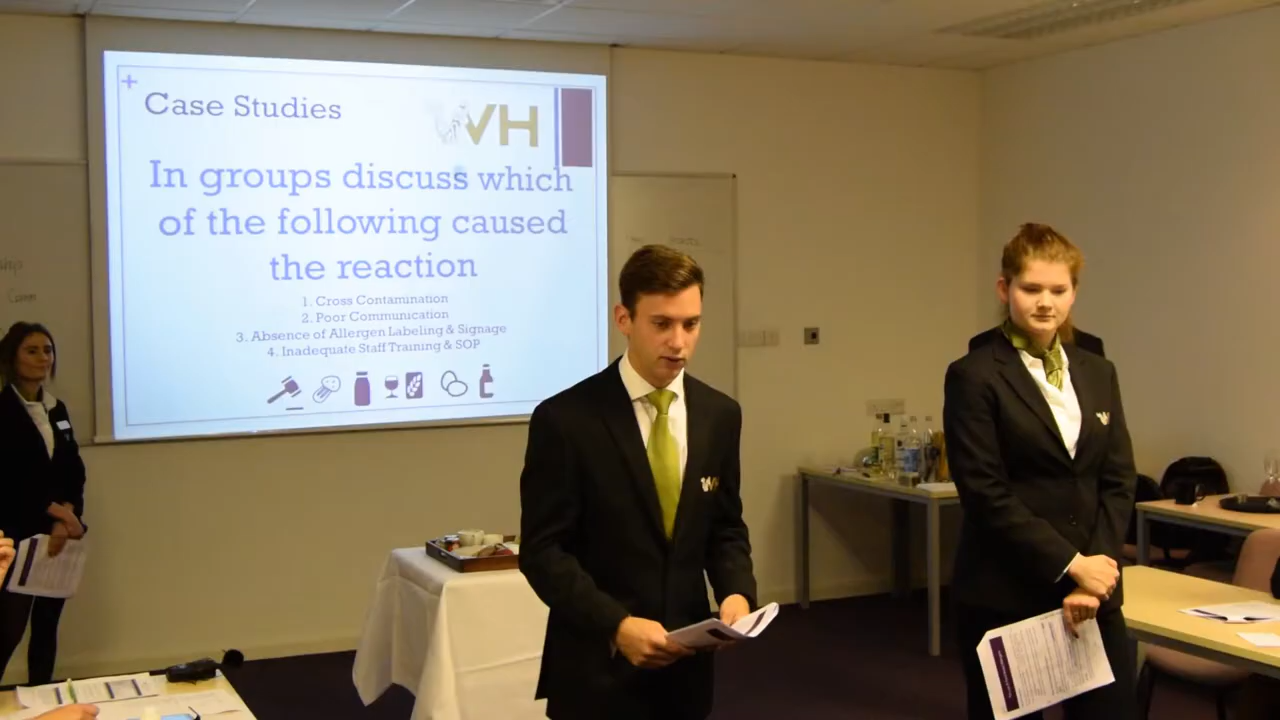 +
Case Studies
WH
In groups discuss which
of the following caused
the reaction
1. Cross Contamination
2. Poor Communication
3. Absence of Allergen Labeling & Signage
4. Inadequate Staff Training & SOP